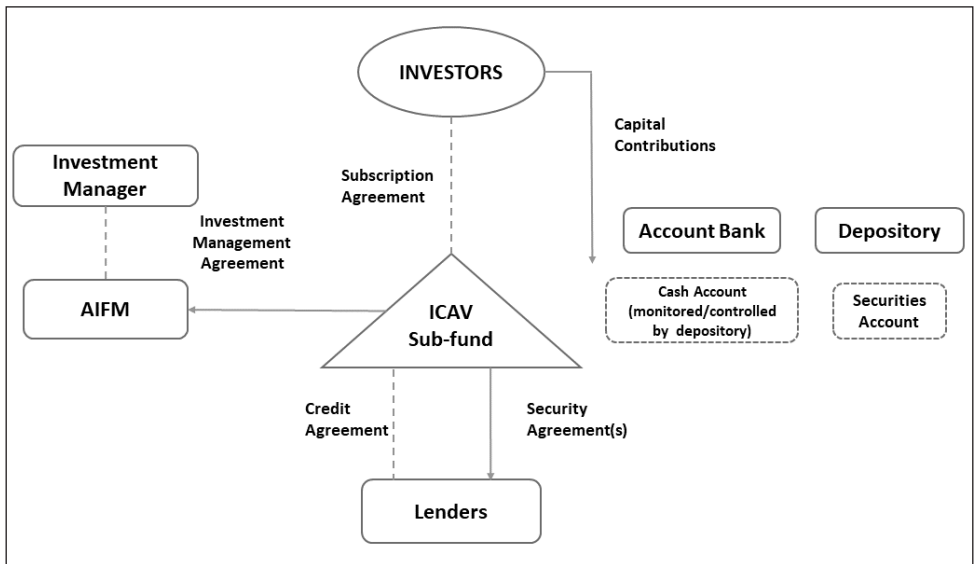 INVESTORS
Capital
Contributions
Investment
Manager
Subscription
Agreement
Investment
Management
Agreement
Account Bank
Depository
AIFM
ICAV
Sub-fund
Cash Account
(monitored/controlled
by depository)
Securities
Account
Credit
Agreement
Security
Agreement(s)
Lenders